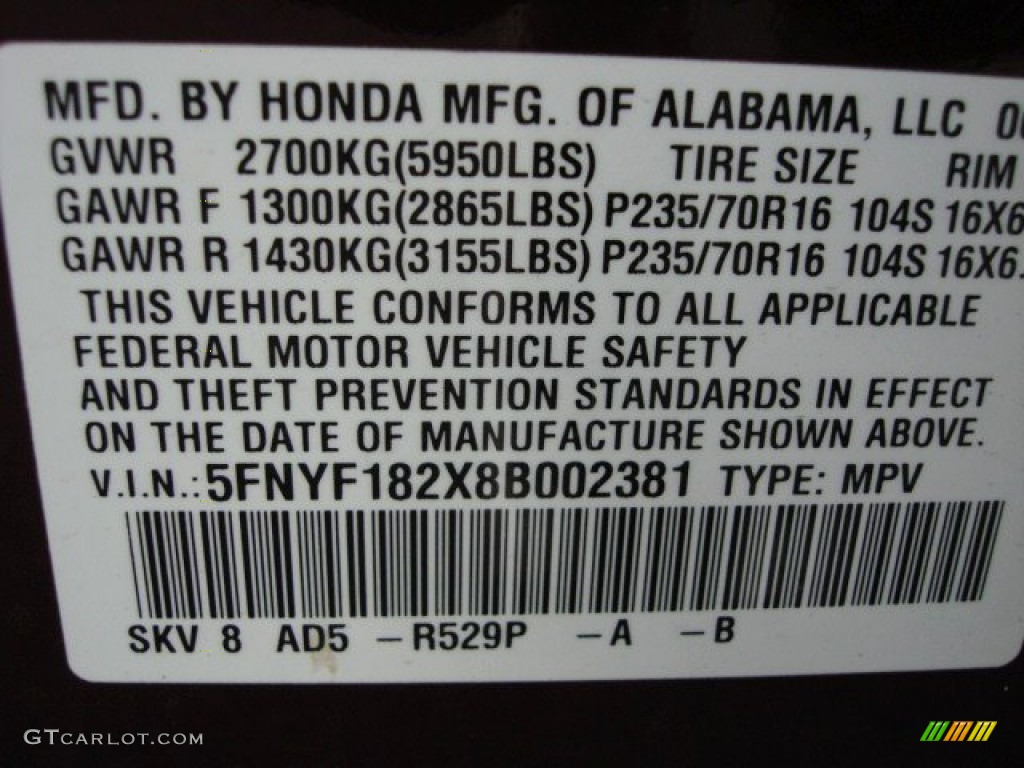 MFD. BY HONDA MFG. OF ALABAMA, LLC
GVWR 2700KG(5950LBS) TIRE SIZE RIM
GAWR F 1300KG(2865LBS) P235/70R16 104S 16X6
GAWR R 1430KG(3155LBS) P235/70R16 104S 16X6.
THIS VEHICLE CONFORMS TO ALL APPLICABLE
FEDERAL MOTOR VEHICLE SAFETY
AND THEFT PREVENTION STANDARDS IN EFFECT
ON THE DATE OF MANUFACTURE SHOWN ABOVE.
V.I.N.: 5FNYF182X8B002381 TYPE: MPV
SKV 8 AD5 –R529P –A –B
GTCARLOT.COM